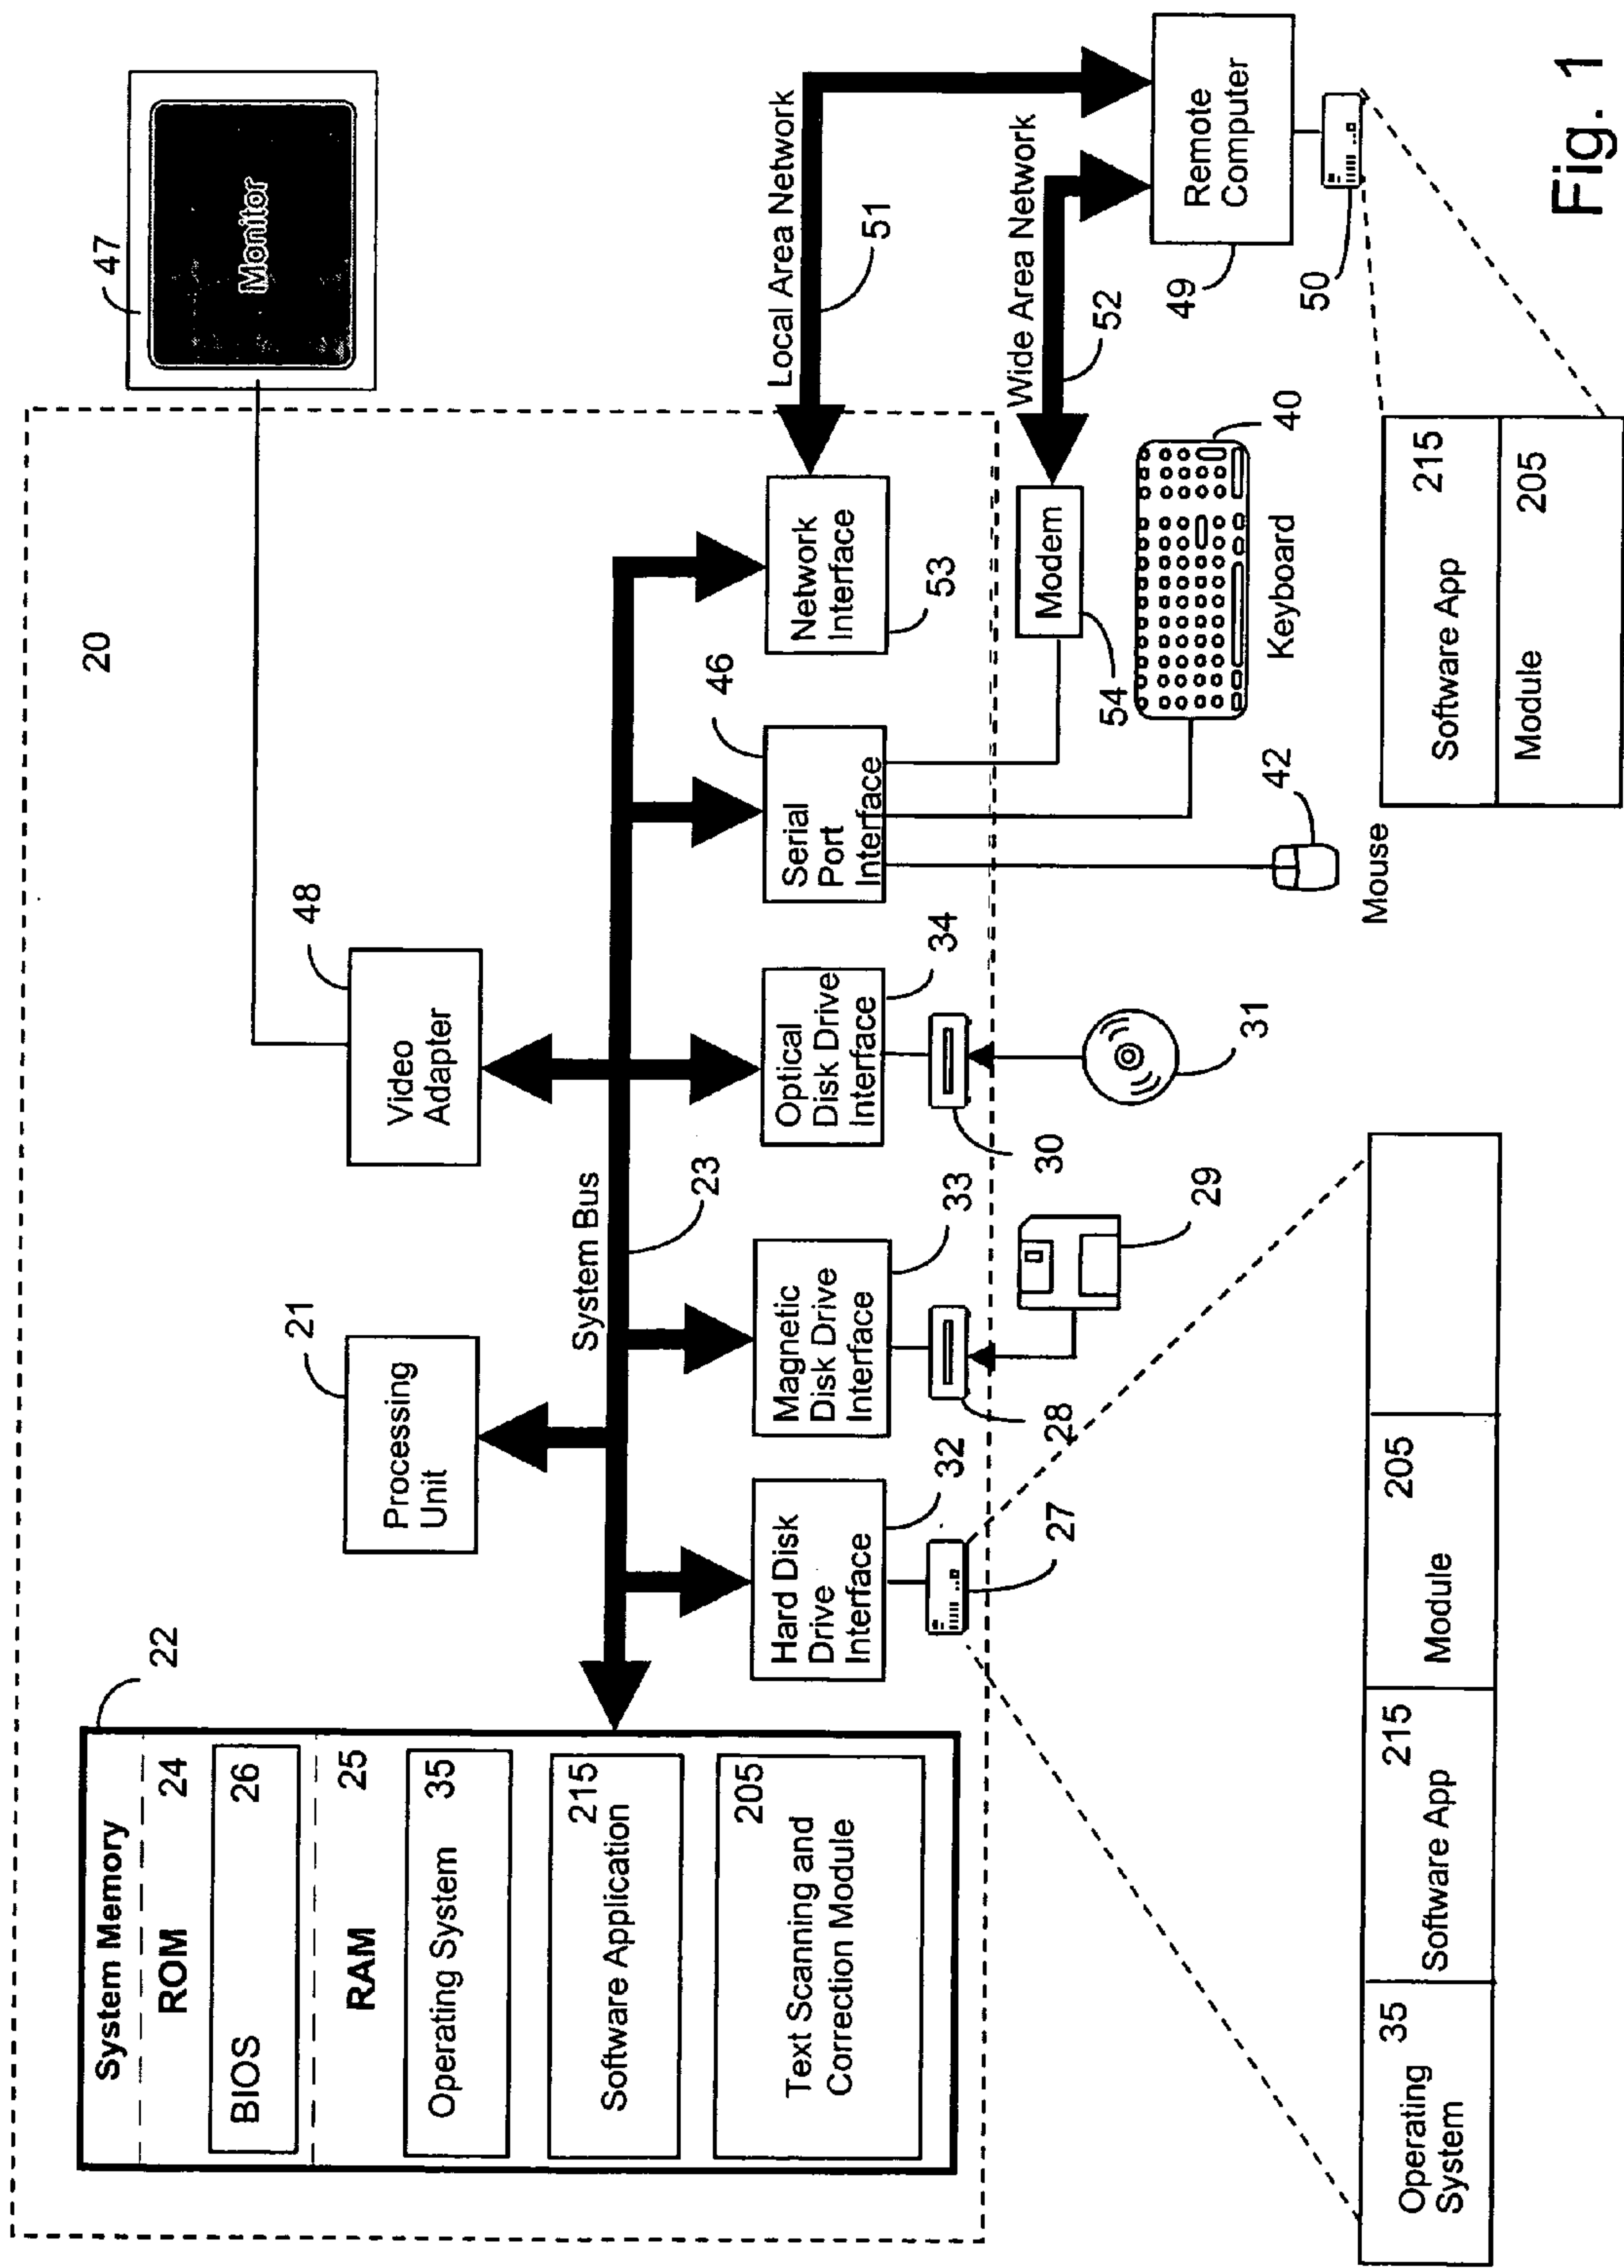 System Memory
ROM 24
BIOS 26
RAM 25
Operating System 35
Software Application
215
Text Scanning and
Correction Module
205
22
Processing
Unit
21
Video
Adapter
48
20
47
Monitor
System Bus
23
Hard Disk
Drive
Interface
32
Magnetic
Disk Drive
Interface
33
Optical
Disk Drive
Interface
34
Serial
Port
Interface
46
Network
Interface
53
Local Area Network
51
27
28
30
29
31
Modem
54
Wide Area Network
52
Remote
Computer
49
50
Keyboard
40
Mouse
42
Operating
System
35
Software App
215
Module
205
Software App
215
Module
205
Fig. 1